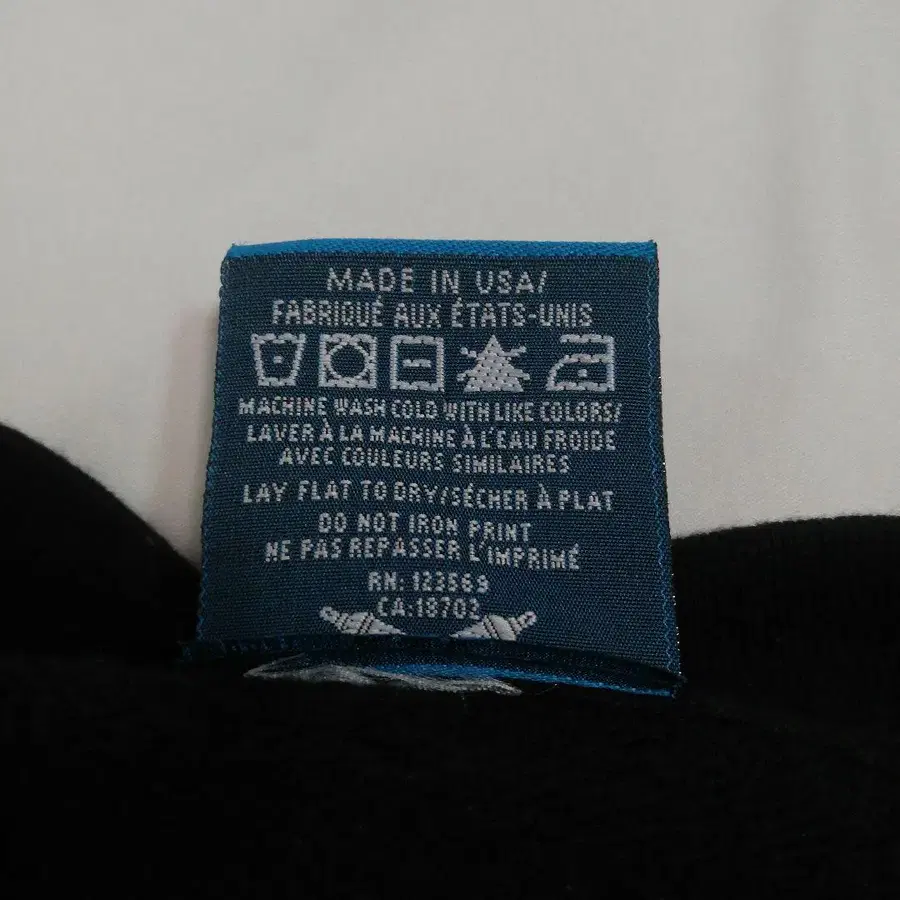 MADE IN USA/
FABRIQUÉ AUX ÉTATS-UNIS
MACHINE WASH COLD WITH LIKE COLORS/
LAVER À LA MACHINE À L'EAU FROIDE
AVEC COULEURS SIMILAIRES
LAY FLAT TO DRY/SÉCHER À PLAT
DO NOT IRON PRINT
NE PAS REPASSER L'IMPRIMÉ
RN: 123569
CA:18702